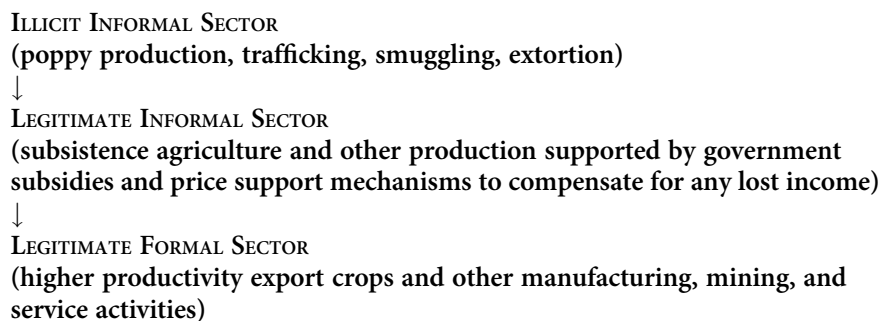 ILLICIT INFORMAL SECTOR
(poppy production, trafficking, smuggling, extortion)
↓
LEGITIMATE INFORMAL SECTOR
(subsistence agriculture and other production supported by government
subsidies and price support mechanisms to compensate for any lost income)
↓
LEGITIMATE FORMAL SECTOR
(higher productivity export crops and other manufacturing, mining, and
service activities)